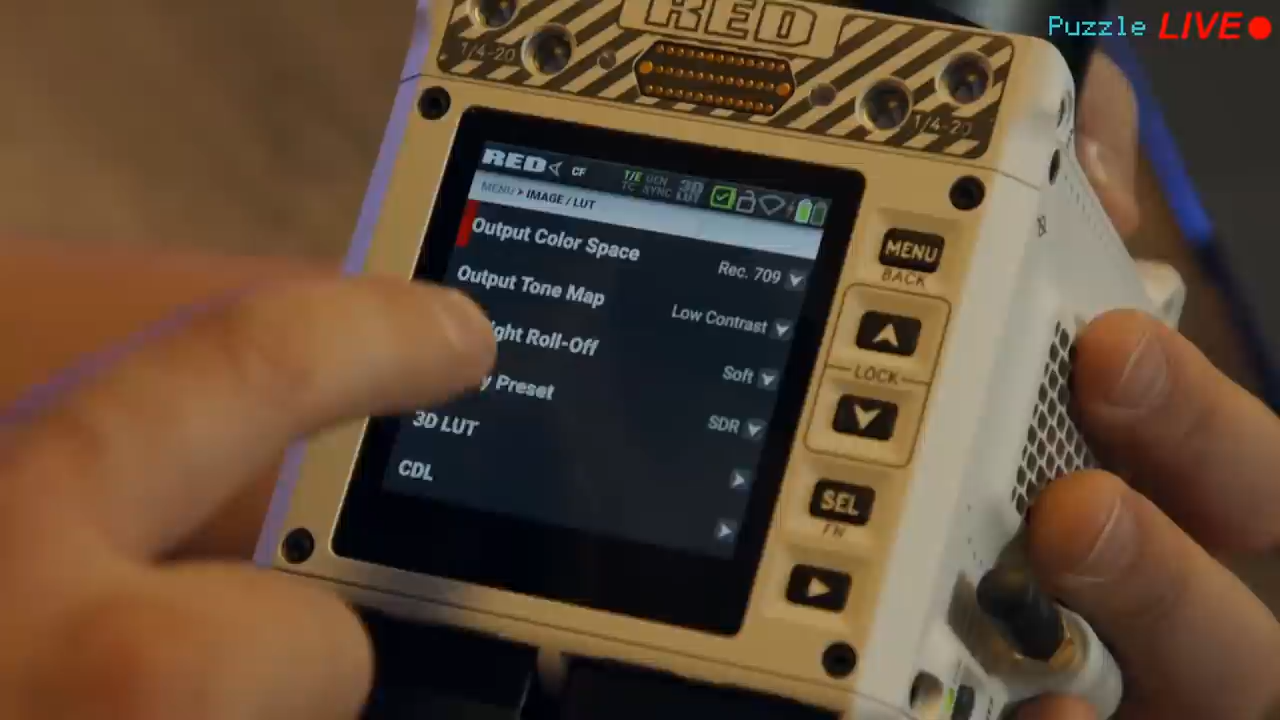 Puzzle LIVE
RED
1/4-20
1/4-20
RED CF T/E TC GEN SYNC 3D LUT
MENU > IMAGE / LUT
Output Color Space Rec. 709
Output Tone Map Low Contrast
ight Roll-Off Soft
y Preset SDR
3D LUT
CDL
MENU
BACK
LOCK
SEL